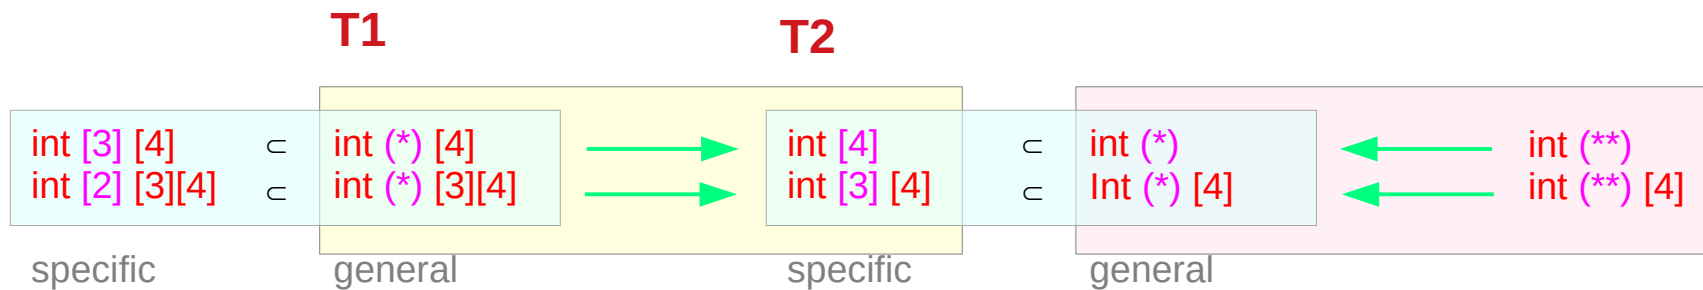 T1 T2
int [3] [4] ⊂ int (*) [4] int [4] ⊂ int (*) int (**)
int [2] [3][4] ⊂ int (*) [3][4] int [3] [4] ⊂ Int (*) [4] int (**) [4]
specific general specific general